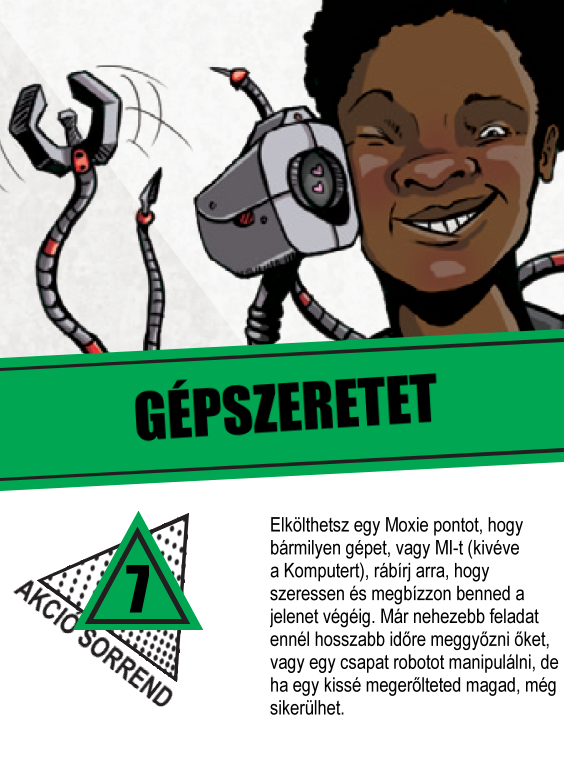 GÉPSZERETET
7
AKCIÓ SORREND
Elkölthetsz egy Moxie pontot, hogy
bármilyen gépet, vagy MI-t (kivéve
a Komputert), rábírj arra, hogy
szeressen és megbízzon benned a
jelenet végéig. Már nehezebb feladat
ennél hosszabb időre meggyőzni őket,
vagy egy csapat robotot manipulálni, de
ha egy kissé megerőlteted magad, még
sikerülhet.